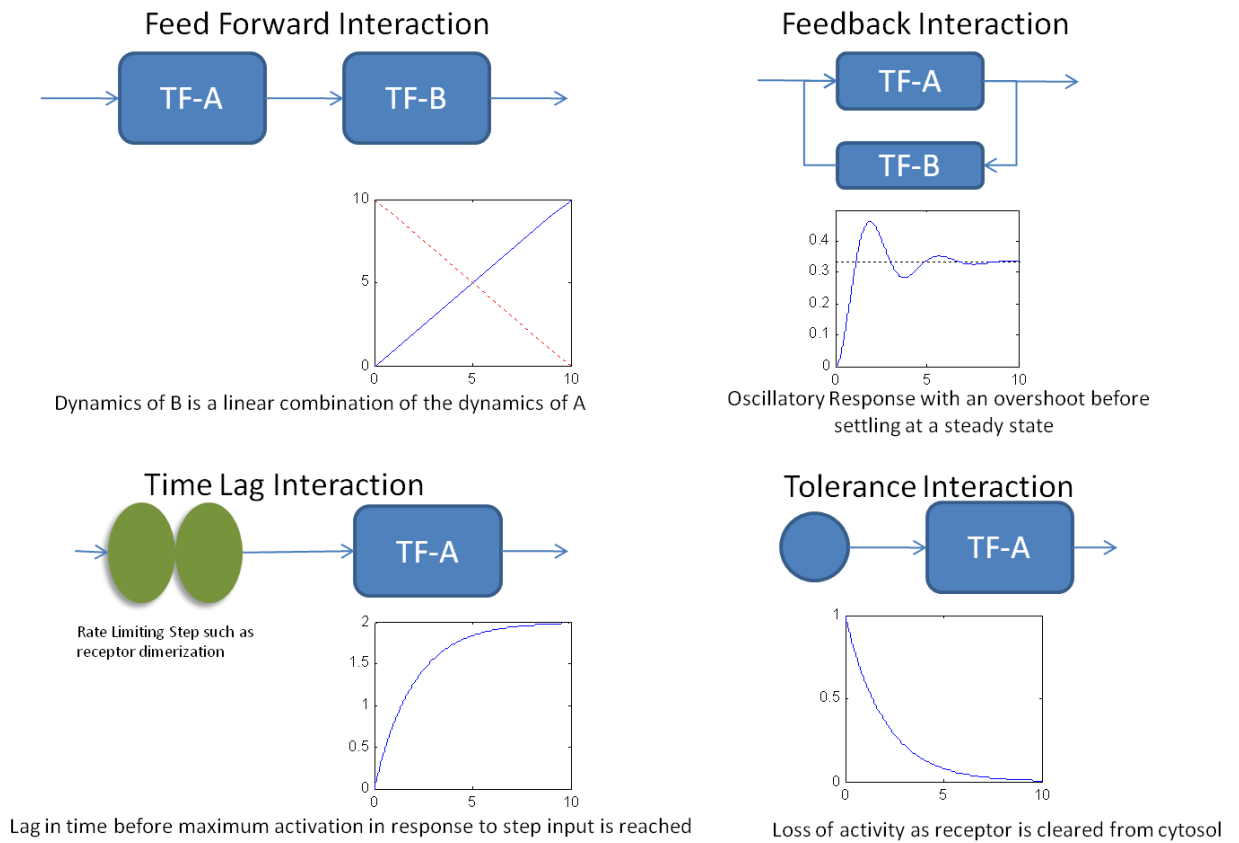 Feed Forward Interaction
TF-A
TF-B
10
5
0
0
5
10
Dynamics of B is a linear combination of the dynamics of A
Feedback Interaction
TF-A
TF-B
0.4
0.3
0.2
0.1
0
0
5
10
Oscillatory Response with an overshoot before
settling at a steady state
Time Lag Interaction
TF-A
Rate Limiting Step such as
receptor dimerization
2
1.5
1
0.5
0
0
5
10
Lag in time before maximum activation in response to step input is reached
Tolerance Interaction
TF-A
1
0.5
0
0
5
10
Loss of activity as receptor is cleared from cytosol